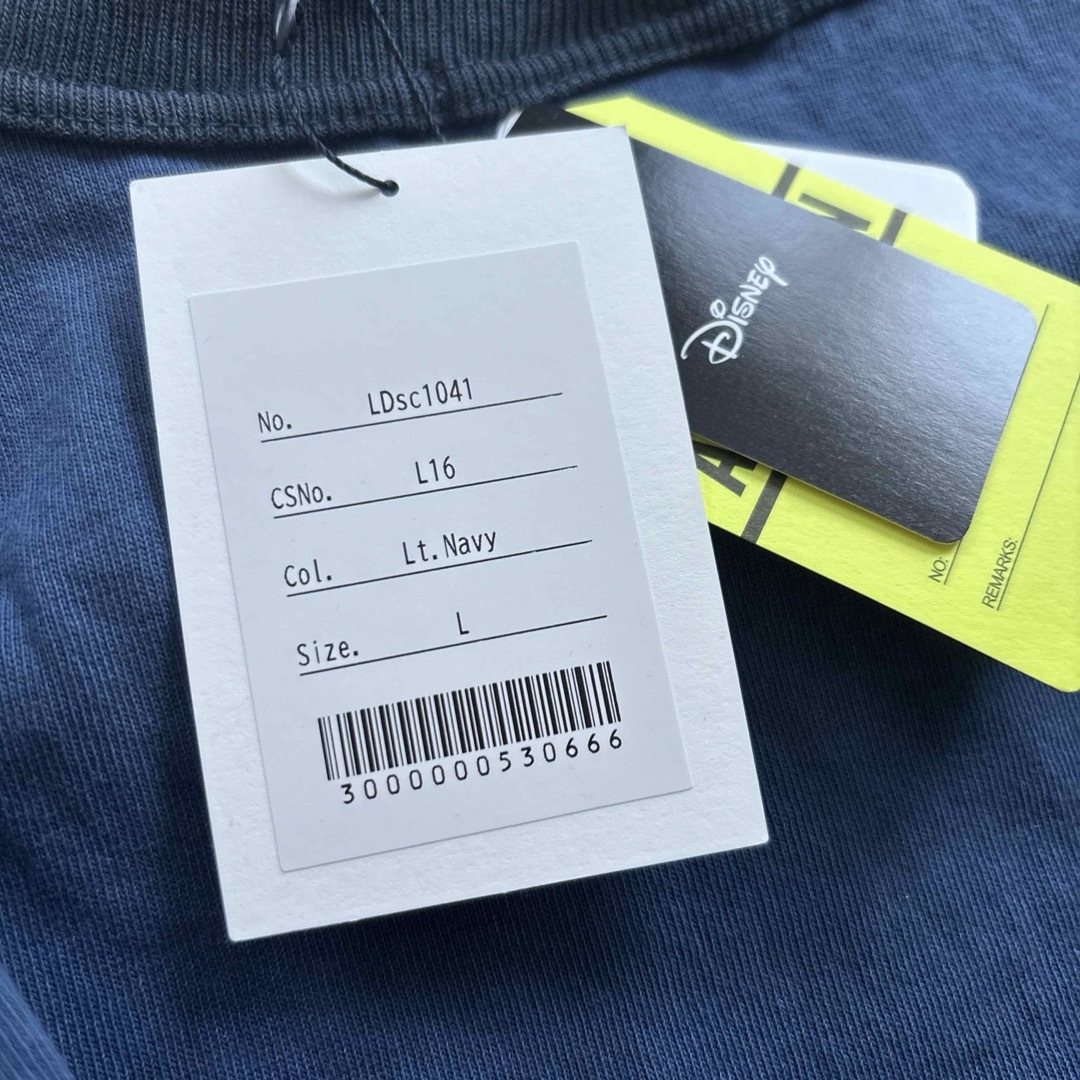 No. LDsc1041
CSNo. L16
Col. Lt.Navy
Size. L
3000000530666
Disney
NO:
REMARKS: